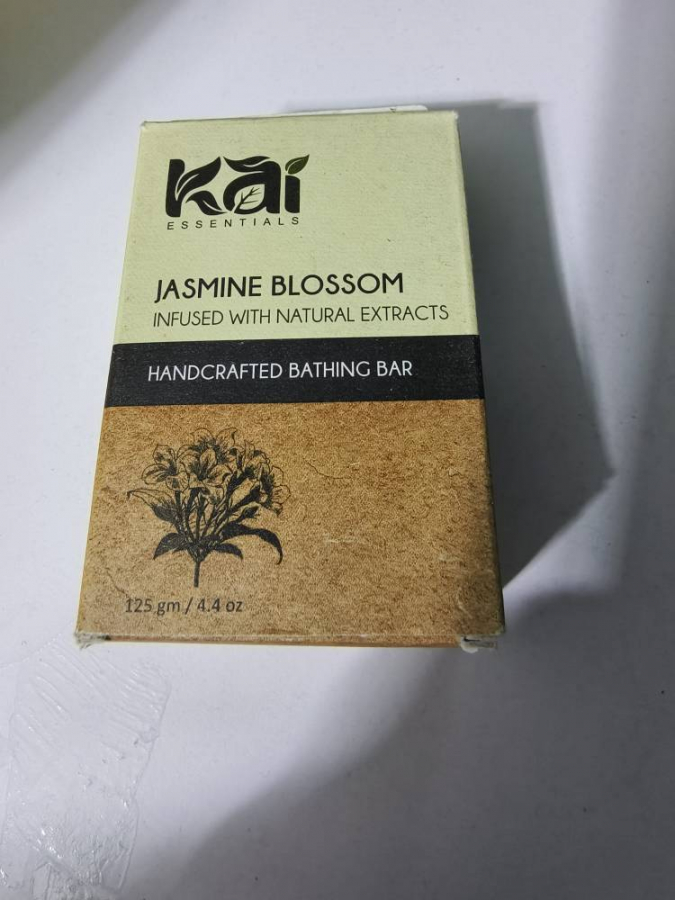 Kai
ESSENTIALS
JASMINE BLOSSOM
INFUSED WITH NATURAL EXTRACTS
HANDCRAFTED BATHING BAR
125 gm / 4.4 oz